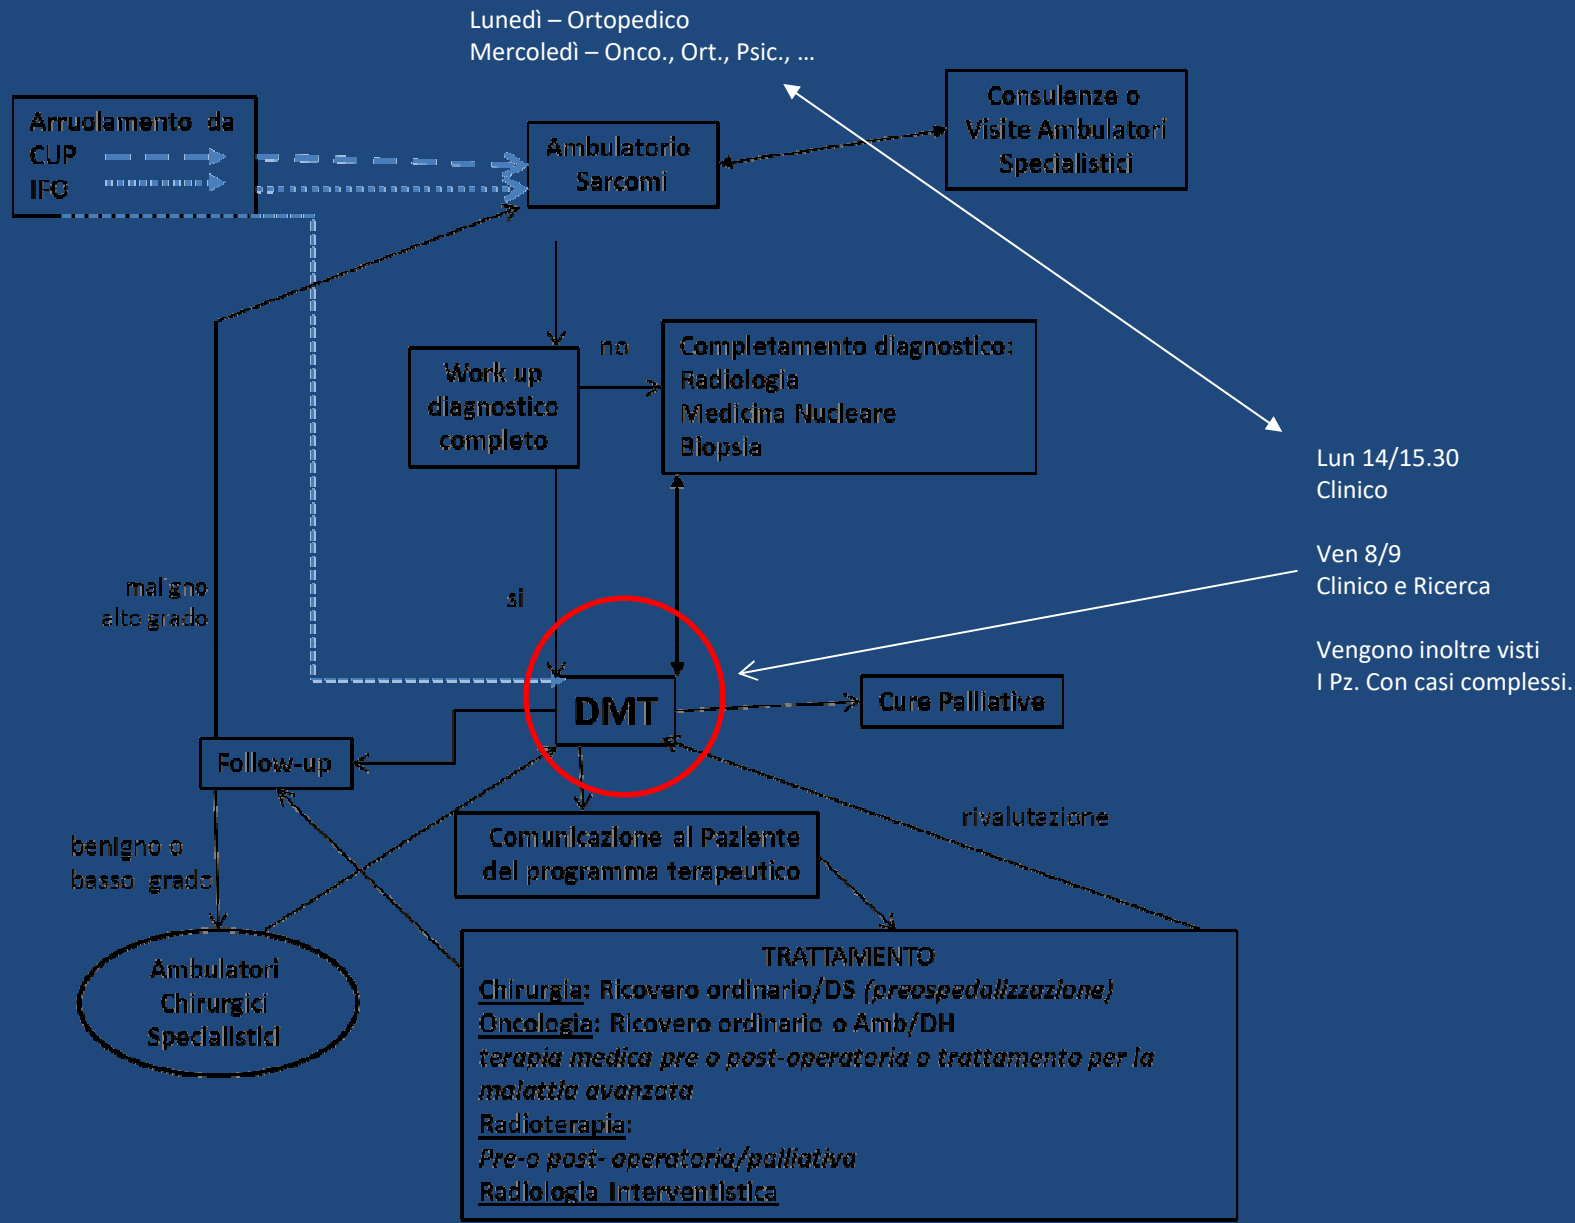 Lunedì – Ortopedico
Mercoledì – Onco., Ort., Psic., ...
Arruolamento da
CUP
IFO
Ambulatorio
Sarcomi
Consulenze o
Visite Ambulatori
Specialistici
Work up
diagnostico
completo
no
Completamento diagnostico:
Radiologia
Medicina Nucleare
Biopsia
Lun 14/15.30
Clinico
Ven 8/9
Clinico e Ricerca
Vengono inoltre visti
I Pz. Con casi complessi.
maligno
alto grado
si
DMT
Cure Palliative
Follow-up
benigno o
basso grado
Comunicazione al Paziente
del programma terapeutico
rivalutazione
Ambulatori
Chirurgici
Specialistici
TRATTAMENTO
Chirurgia: Ricovero ordinario/DS (preospedalizzazione)
Oncologia: Ricovero ordinario o Amb/DH
terapia medica pre o post-operatoria o trattamento per la
malattia avanzata
Radioterapia:
Pre-o post- operatoria/palliativa
Radiologia Interventistica